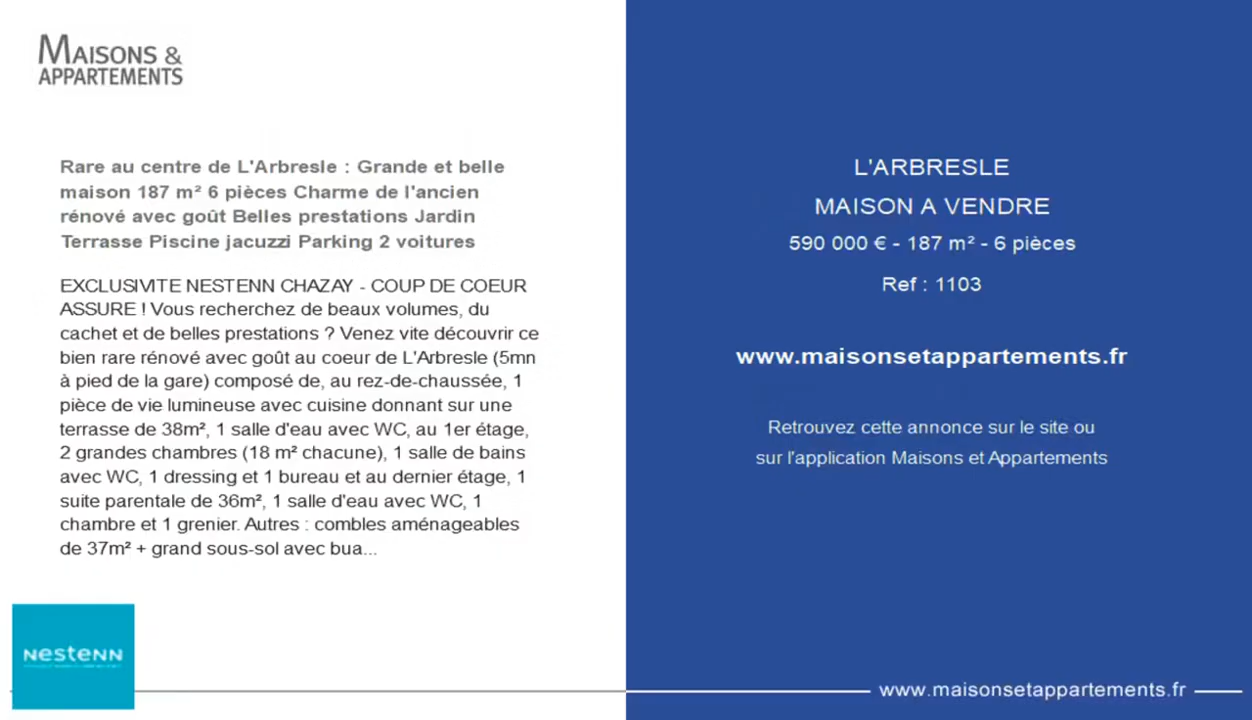 MAISONS &
APPARTEMENTS
Rare au centre de L'Arbresle : Grande et belle
maison 187 m² 6 pièces Charme de l'ancien
rénové avec goût Belles prestations Jardin
Terrasse Piscine jacuzzi Parking 2 voitures
EXCLUSIVITE NESTENN CHAZAY - COUP DE COEUR
ASSURE ! Vous recherchez de beaux volumes, du
cachet et de belles prestations ? Venez vite découvrir ce
bien rare rénové avec goût au coeur de L'Arbresle (5mn
à pied de la gare) composé de, au rez-de-chaussée, 1
pièce de vie lumineuse avec cuisine donnant sur une
terrasse de 38m², 1 salle d'eau avec WC, au 1er étage,
2 grandes chambres (18 m² chacune), 1 salle de bains
avec WC, 1 dressing et 1 bureau et au dernier étage, 1
suite parentale de 36m², 1 salle d'eau avec WC, 1
chambre et 1 grenier. Autres : combles aménageables
de 37m² + grand sous-sol avec bua...
Nestenn
L'ARBRESLE
MAISON A VENDRE
590 000 € - 187 m² - 6 pièces
Ref : 1103
www.maisonsetappartements.fr
Retrouvez cette annonce sur le site ou
sur l'application Maisons et Appartements
www.maisonsetappartements.fr